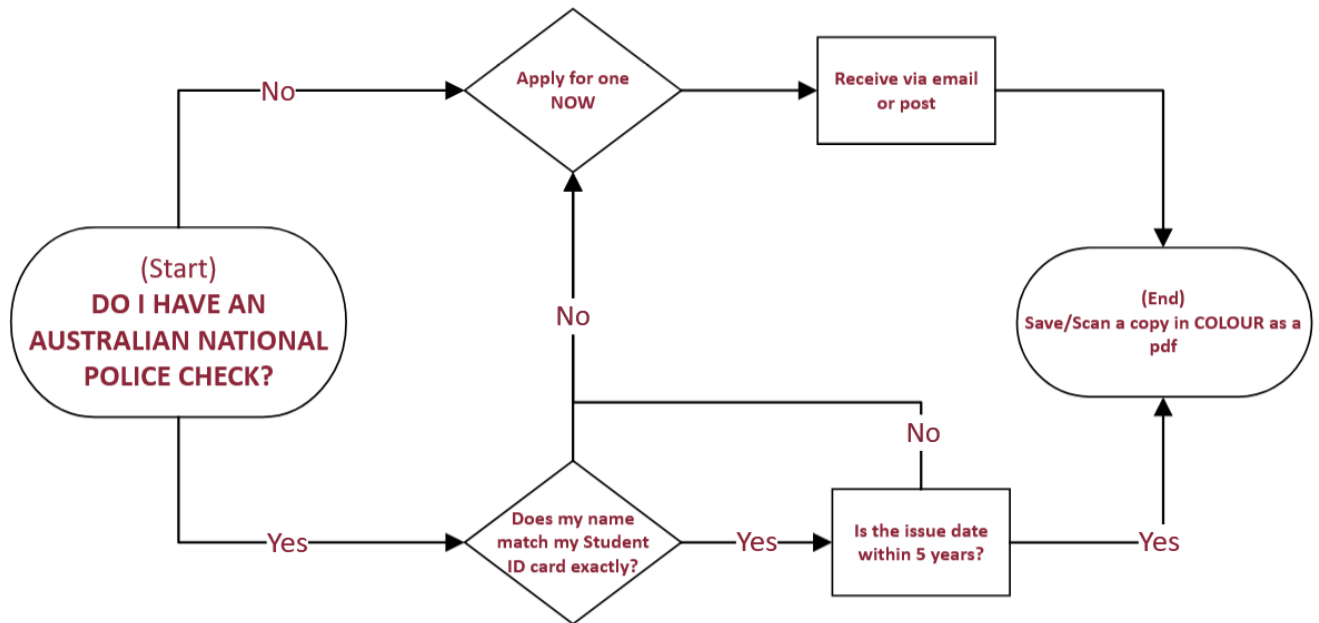 No
Apply for one
NOW
Receive via email
or post
(Start)
DO I HAVE AN
AUSTRALIAN NATIONAL
POLICE CHECK?
No
(End)
Save/Scan a copy in COLOUR as a
pdf
No
Yes
Does my name
match my Student
ID card exactly?
Yes
Is the issue date
within 5 years?
Yes